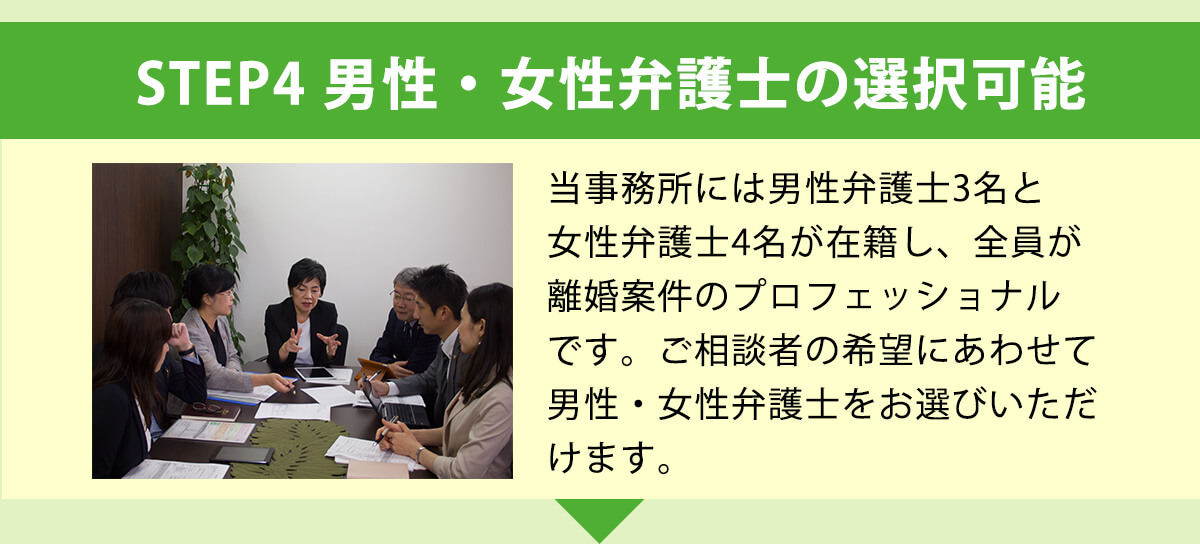 STEP4 男性・女性弁護士の選択可能
当事務所には男性弁護士3名と
女性弁護士4名が在籍し、全員が
離婚案件のプロフェッショナル
です。ご相談者の希望にあわせて
男性・女性弁護士をお選びいただ
けます。